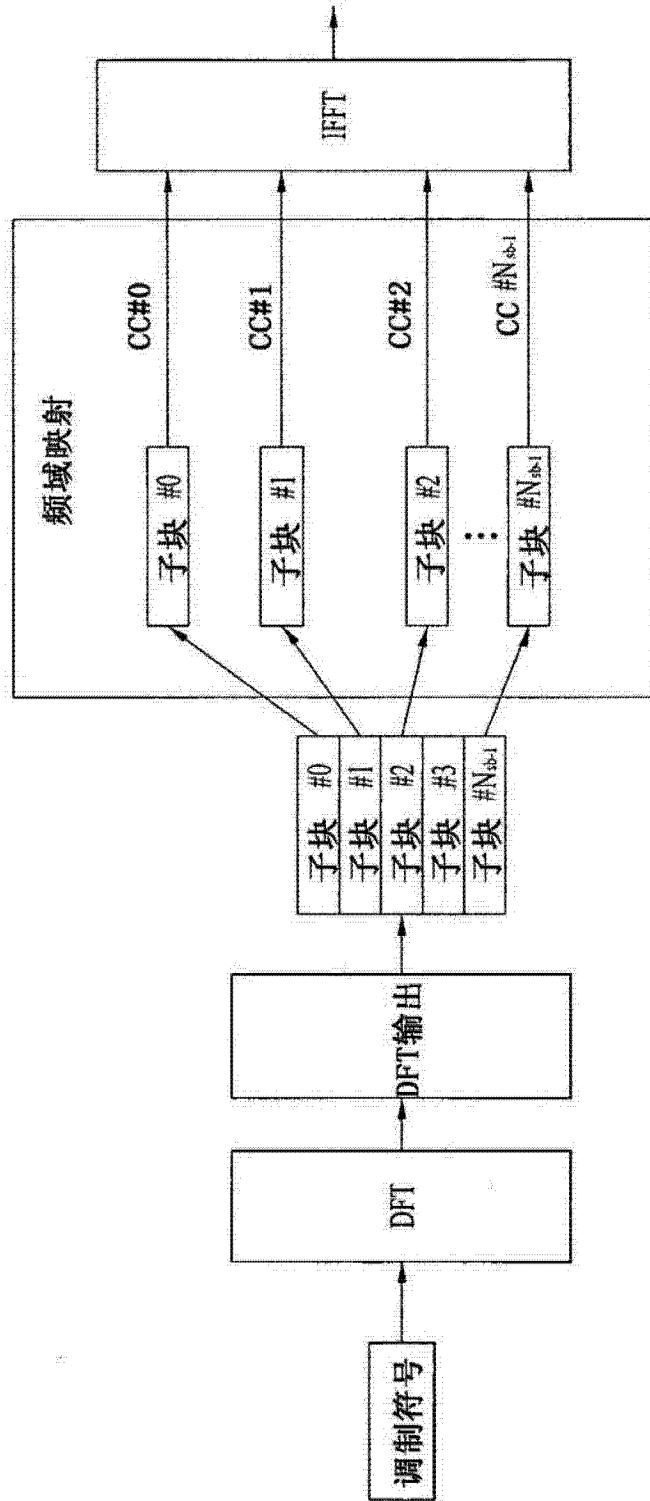 调制符号
DFT
DFT输出
子块 #0
子块 #1
子块 #2
子块 #3
子块 #Nsb-1
频域映射
子块 #0
子块 #1
子块 #2
⋮
子块 #Nsb-1
CC#0
CC#1
CC#2
CC #Nsb-1
IFFT